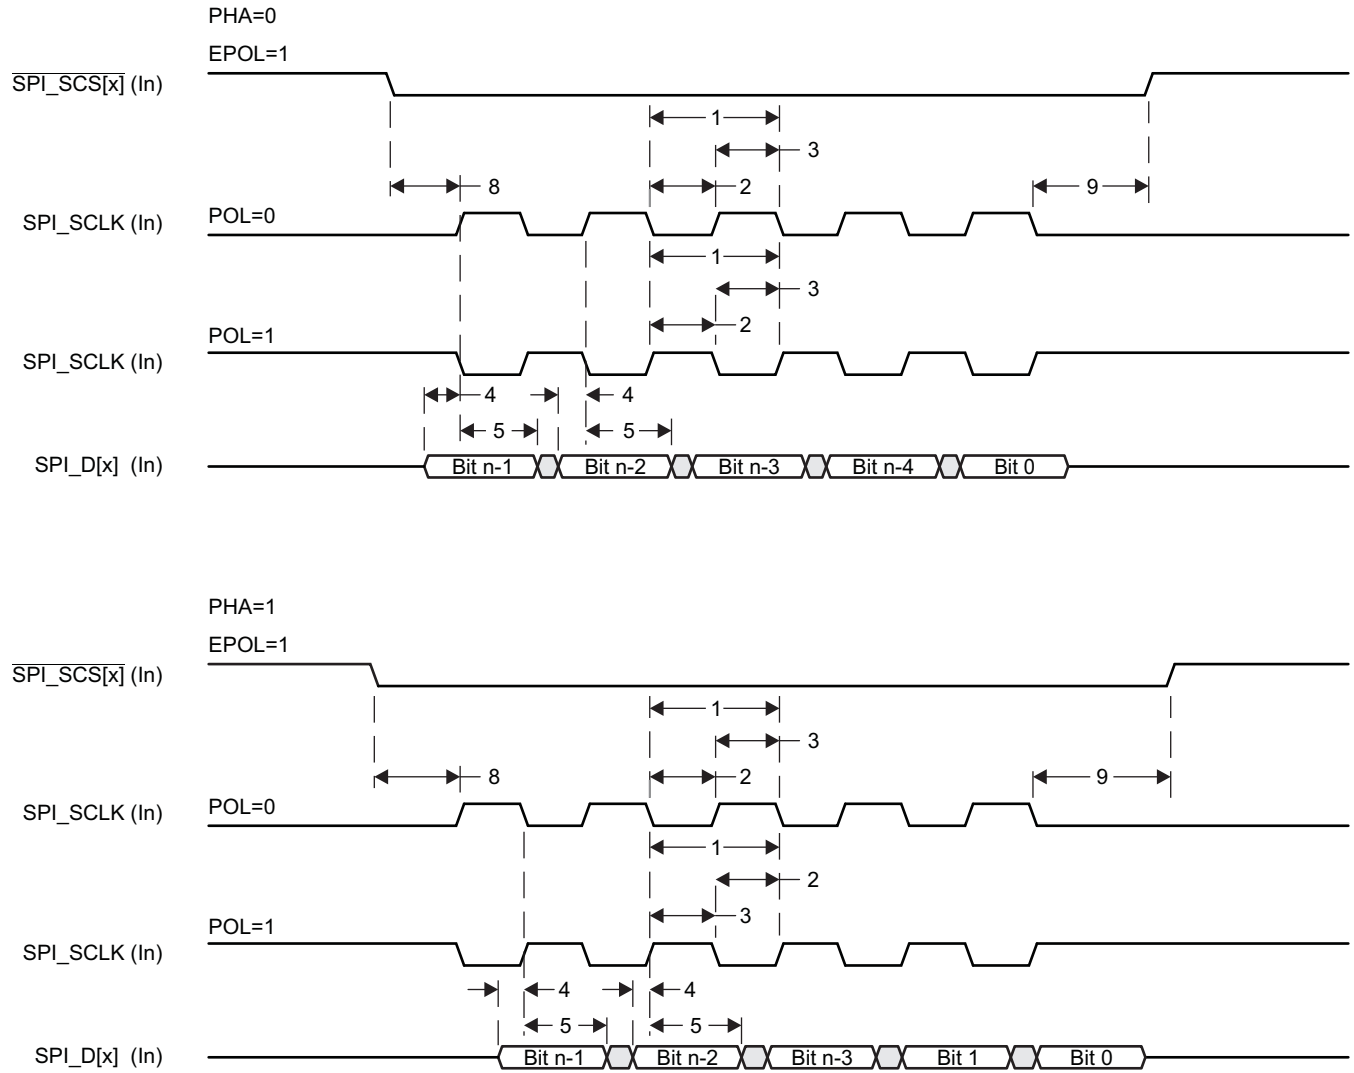 PHA=0
EPOL=1
SPI_SCS[x] (In)
1
3
8
2
9
POL=0
SPI_SCLK (In)
1
3
2
POL=1
SPI_SCLK (In)
4
4
5
5
SPI_D[x] (In)
Bit n-1
Bit n-2
Bit n-3
Bit n-4
Bit 0
PHA=1
EPOL=1
SPI_SCS[x] (In)
1
3
8
2
9
POL=0
SPI_SCLK (In)
1
2
3
POL=1
SPI_SCLK (In)
4
4
5
5
SPI_D[x] (In)
Bit n-1
Bit n-2
Bit n-3
Bit 1
Bit 0